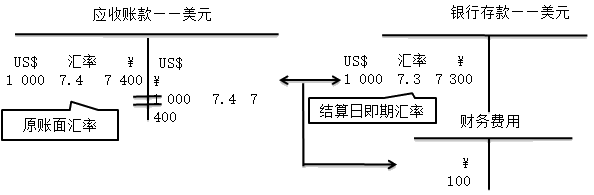 应收账款——美元
银行存款——美元
US$ 汇率 ¥
1 000 7.4 7 400
US$
¥
1 000 7.4 7
400
原账面汇率
US$ 汇率 ¥
1 000 7.3 7 300
结算日即期汇率
财务费用
¥
100